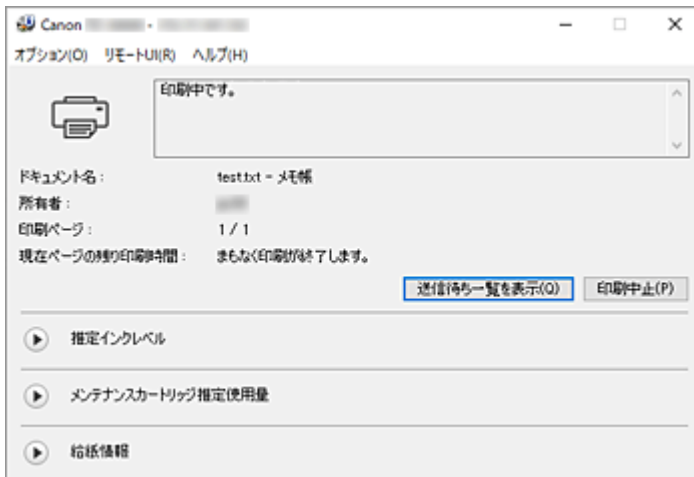 Canon -
オプション(O) リモートUI(R) ヘルプ(H)
印刷中です。
ドキュメント名: test.txt - メモ帳
所有者:
印刷ページ: 1 / 1
現在ページの残り印刷時間: まもなく印刷が終了します。
送信待ち一覧を表示(Q) 印刷中止(P)
推定インクレベル
メンテナンスカートリッジ推定使用量
給紙情報